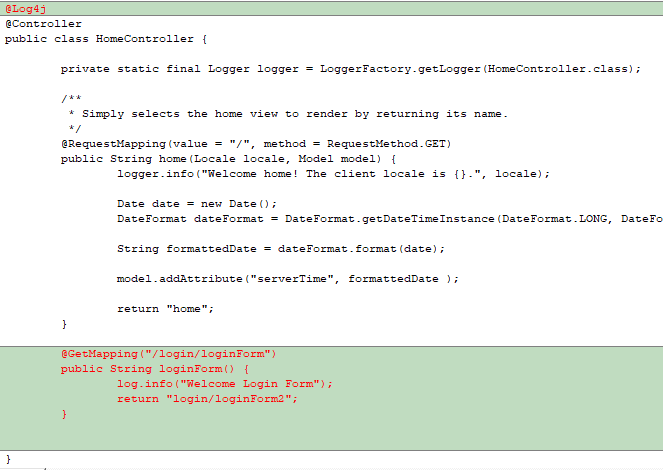 @Log4j
@Controller
public class HomeController {
private static final Logger logger = LoggerFactory.getLogger(HomeController.class);
/**
* Simply selects the home view to render by returning its name.
*/
@RequestMapping(value = "/", method = RequestMethod.GET)
public String home(Locale locale, Model model) {
logger.info("Welcome home! The client locale is {}.", locale);
Date date = new Date();
DateFormat dateFormat = DateFormat.getDateTimeInstance(DateFormat.LONG, DateFo
String formattedDate = dateFormat.format(date);
model.addAttribute("serverTime", formattedDate );
return "home";
}
@GetMapping("/login/loginForm")
public String loginForm() {
log.info("Welcome Login Form");
return "login/loginForm2";
}
}